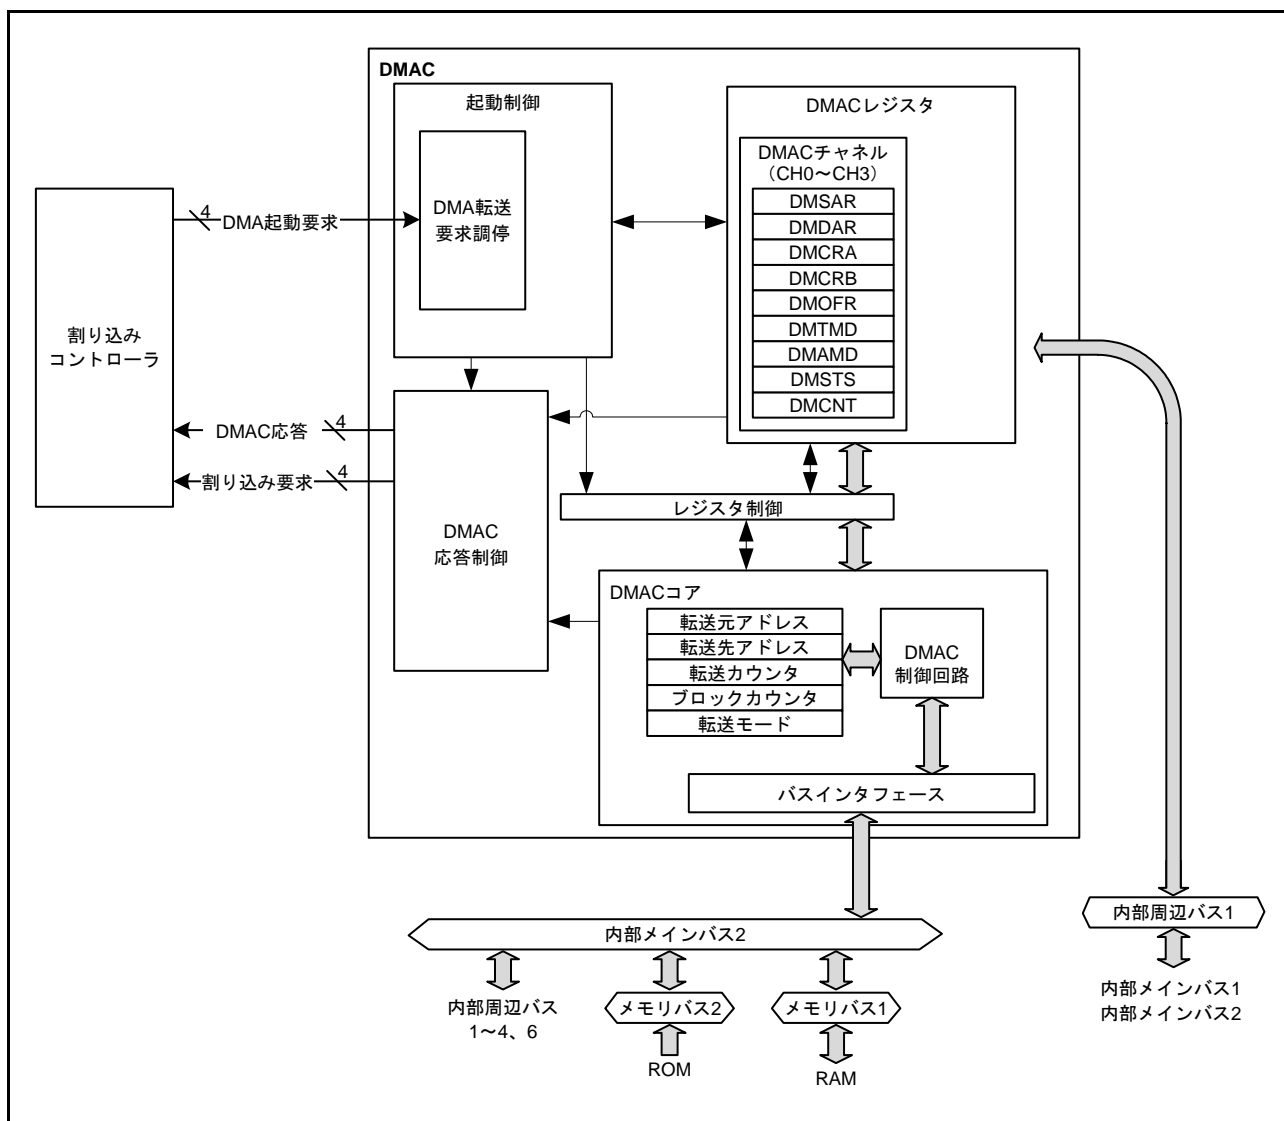 DMAC
起動制御
DMA転送
要求調停
DMACレジスタ
DMACチャネル
（CH0～CH3）
DMSAR
DMDAR
DMCRA
DMCRB
DMOFR
DMTMD
DMAMD
DMSTS
DMCNT
割り込み
コントローラ
4
DMA起動要求
DMAC応答
4
割り込み要求
4
DMAC
応答制御
レジスタ制御
DMACコア
転送元アドレス
転送先アドレス
転送カウンタ
ブロックカウンタ
転送モード
DMAC
制御回路
バスインタフェース
内部メインバス2
内部周辺バス
1～4、6
メモリバス2
ROM
メモリバス1
RAM
内部周辺バス1
内部メインバス1
内部メインバス2